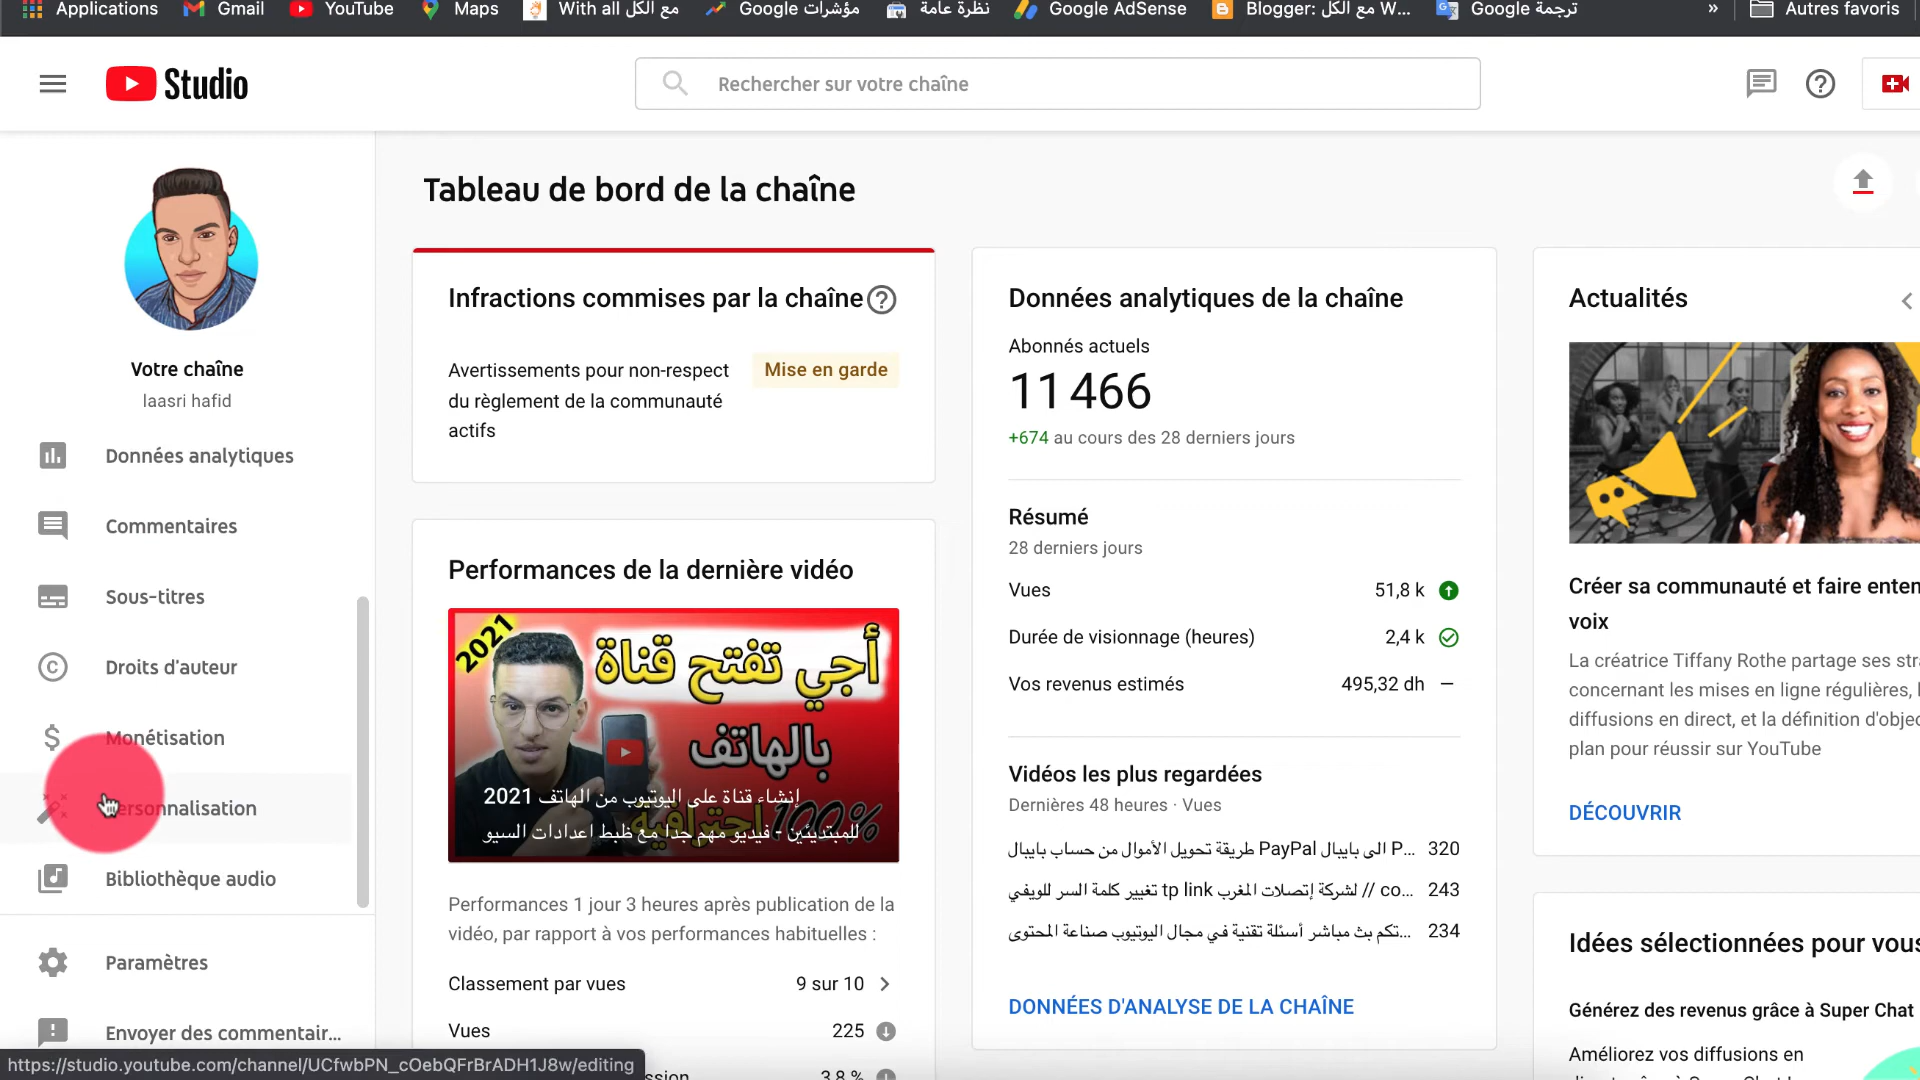 Applications
Gmail
YouTube
Maps
With all مع الكل
مؤشرات Google
نظرة عامة
Google AdSense
Blogger: مع الكل W...
ترجمة Google
»
Autres favoris
Studio
Rechercher sur votre chaîne
Votre chaîne
laasri hafid
Données analytiques
Commentaires
Sous-titres
Droits d'auteur
Monétisation
Personnalisation
Bibliothèque audio
Paramètres
Envoyer des commentair...
https://studio.youtube.com/channel/UCfwbPN_cOebQFrBrADH1J8w/editing
Tableau de bord de la chaîne
Infractions commises par la chaîne
Avertissements pour non-respect
du règlement de la communauté
actifs
Mise en garde
Performances de la dernière vidéo
2021
أجي تفتح قناة
بالهاتف
100% احترافية
إنشاء قناة على اليوتيوب من الهاتف 2021
للمبتدئين - فيديو مهم جدا مع ظبط اعدادات السيو
Performances 1 jour 3 heures après publication de la
vidéo, par rapport à vos performances habituelles :
Classement par vues 9 sur 10
Vues 225
ssion 3,8 %
Données analytiques de la chaîne
Abonnés actuels
11 466
+674 au cours des 28 derniers jours
Résumé
28 derniers jours
Vues 51,8 k
Durée de visionnage (heures) 2,4 k
Vos revenus estimés 495,32 dh
Vidéos les plus regardées
Dernières 48 heures · Vues
طريقة تحويل الأموال من حساب بايبال PayPal الى بايبال P... 320
تغيير كلمة السر للويفي tp link لشركة إتصلات المغرب // co... 243
...تكم بث مباشر أسئلة تقنية في مجال اليوتيوب صناعة المحتوى 234
DONNÉES D'ANALYSE DE LA CHAÎNE
Actualités
Créer sa communauté et faire enten
voix
La créatrice Tiffany Rothe partage ses stra
concernant les mises en ligne régulières, l
diffusions en direct, et la définition d'objec
plan pour réussir sur YouTube
DÉCOUVRIR
Idées sélectionnées pour vous
Générez des revenus grâce à Super Chat
Améliorez vos diffusions en